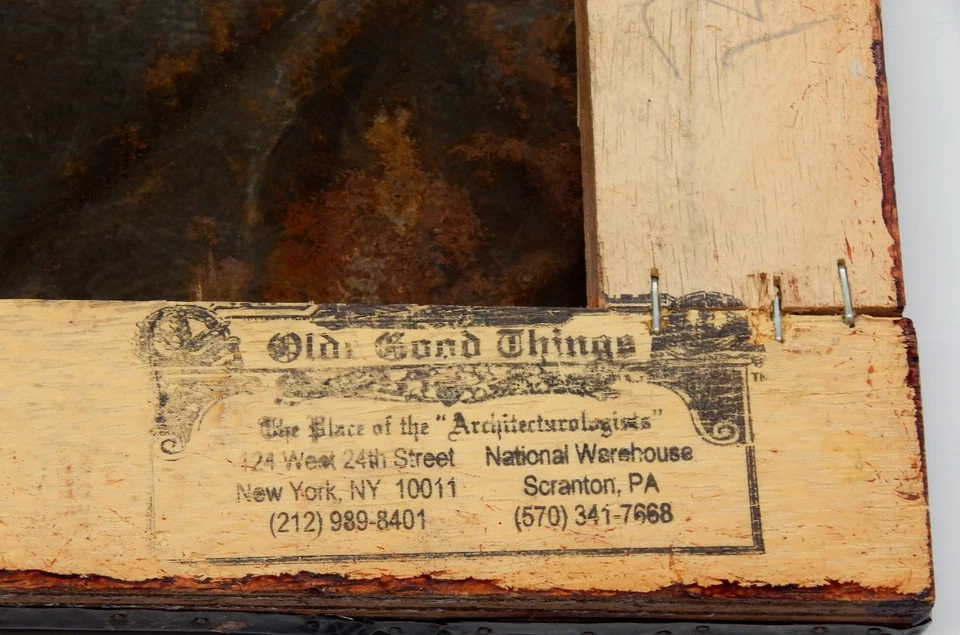 Olde Good Things
TM
The Place of the "Architecturologists"
124 West 24th Street National Warehouse
New York, NY 10011 Scranton, PA
(212) 989-8401 (570) 341-7668